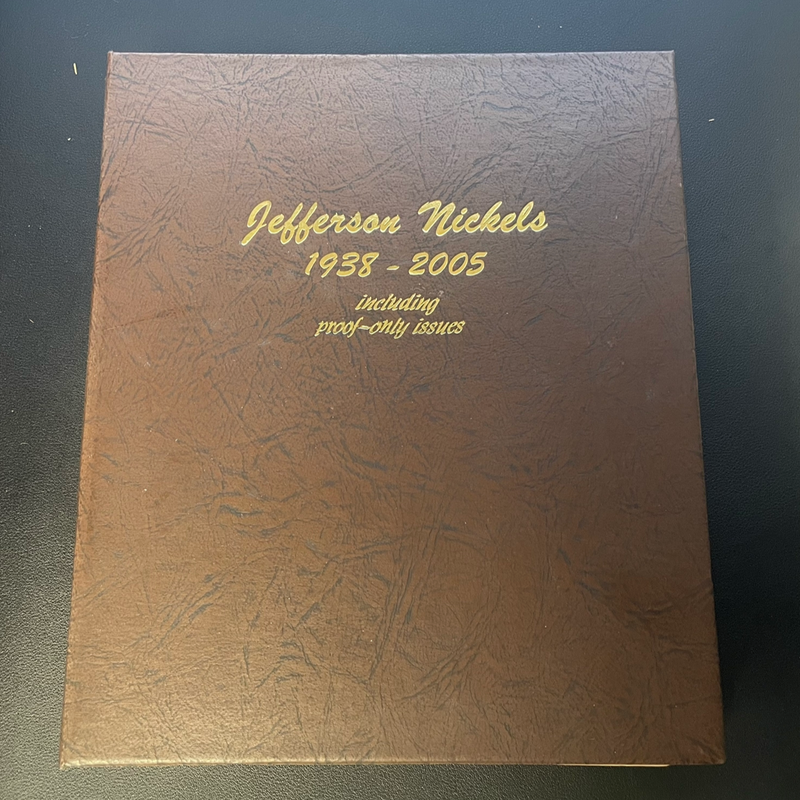 Jefferson Nickels
1938 - 2005
including
proof-only issues